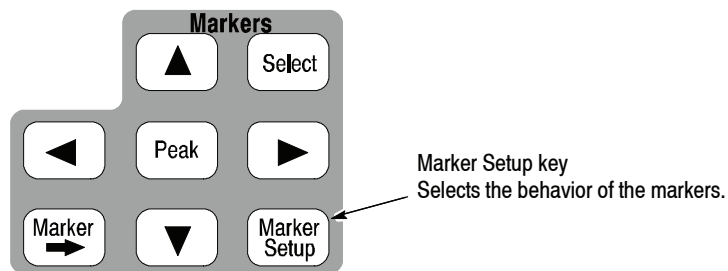 Markers
Select
Peak
Marker
Marker
Setup
Marker Setup key
Selects the behavior of the markers.